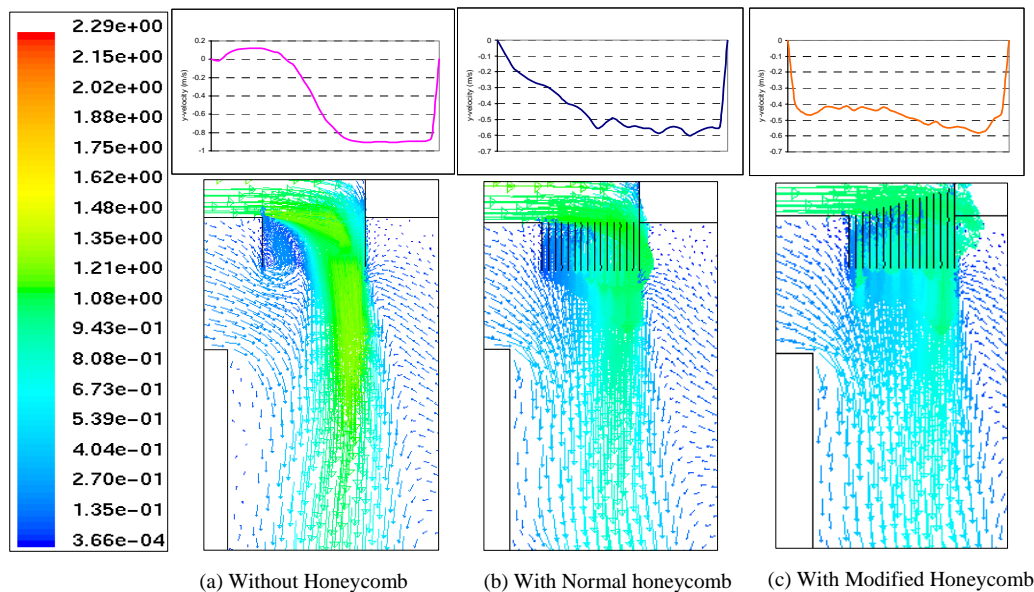 2.29e+00
2.15e+00
2.02e+00
1.88e+00
1.75e+00
1.62e+00
1.48e+00
1.35e+00
1.21e+00
1.08e+00
9.43e-01
8.08e-01
6.73e-01
5.39e-01
4.04e-01
2.70e-01
1.35e-01
3.66e-04
y-velocity (m/s)
0.2
0
-0.2
-0.4
-0.6
-0.8
-1
y-velocity (m/s)
0
-0.1
-0.2
-0.3
-0.4
-0.5
-0.6
-0.7
y-velocity (m/s)
0
-0.1
-0.2
-0.3
-0.4
-0.5
-0.6
-0.7
(a) Without Honeycomb
(b) With Normal honeycomb
(c) With Modified Honeycomb